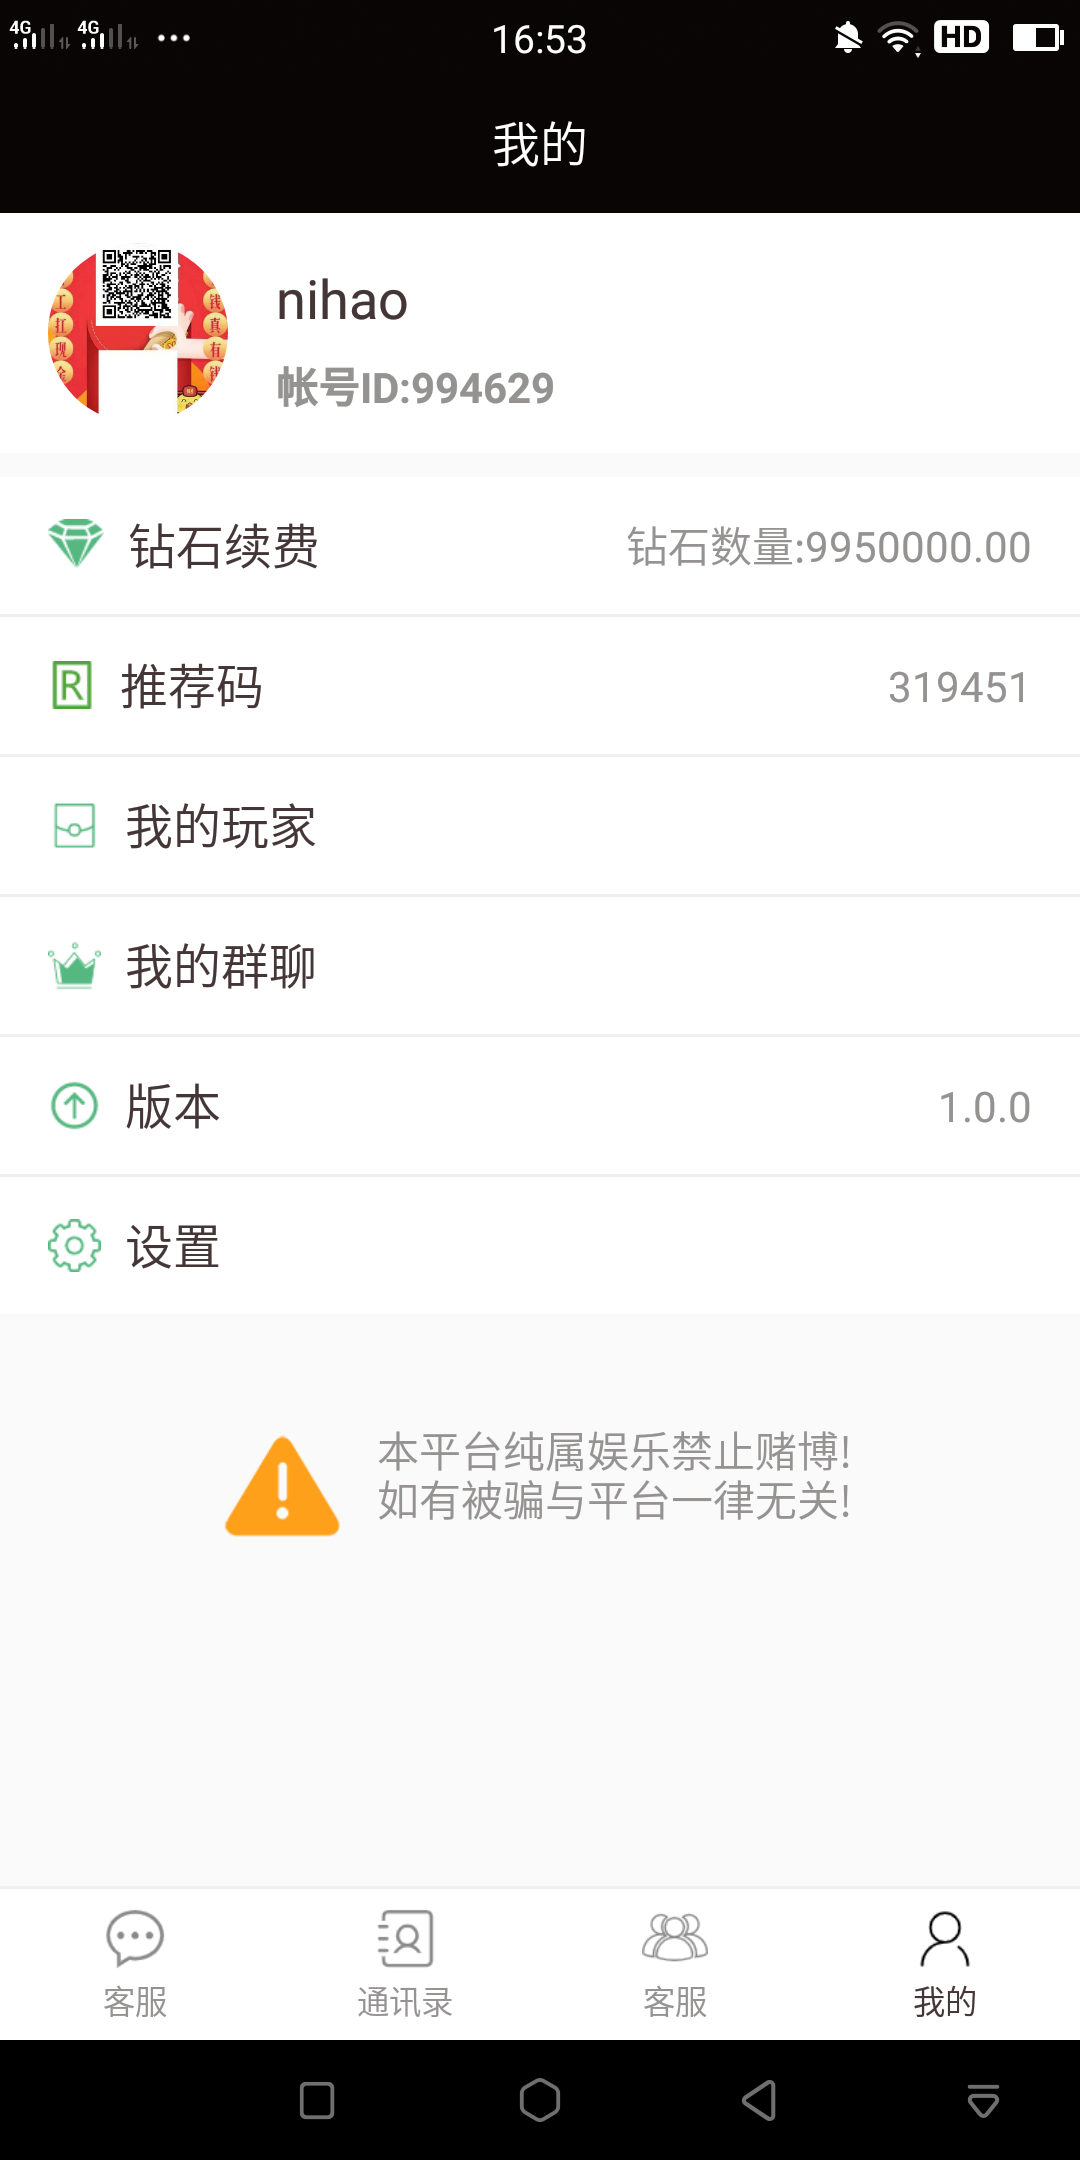 4G 4G 16:53 HD
我的
nihao
帐号ID:994629
钻石续费 钻石数量:9950000.00
推荐码 319451
我的玩家
我的群聊
版本 1.0.0
设置
本平台纯属娱乐禁止赌博!
如有被骗与平台一律无关!
客服 通讯录 客服 我的